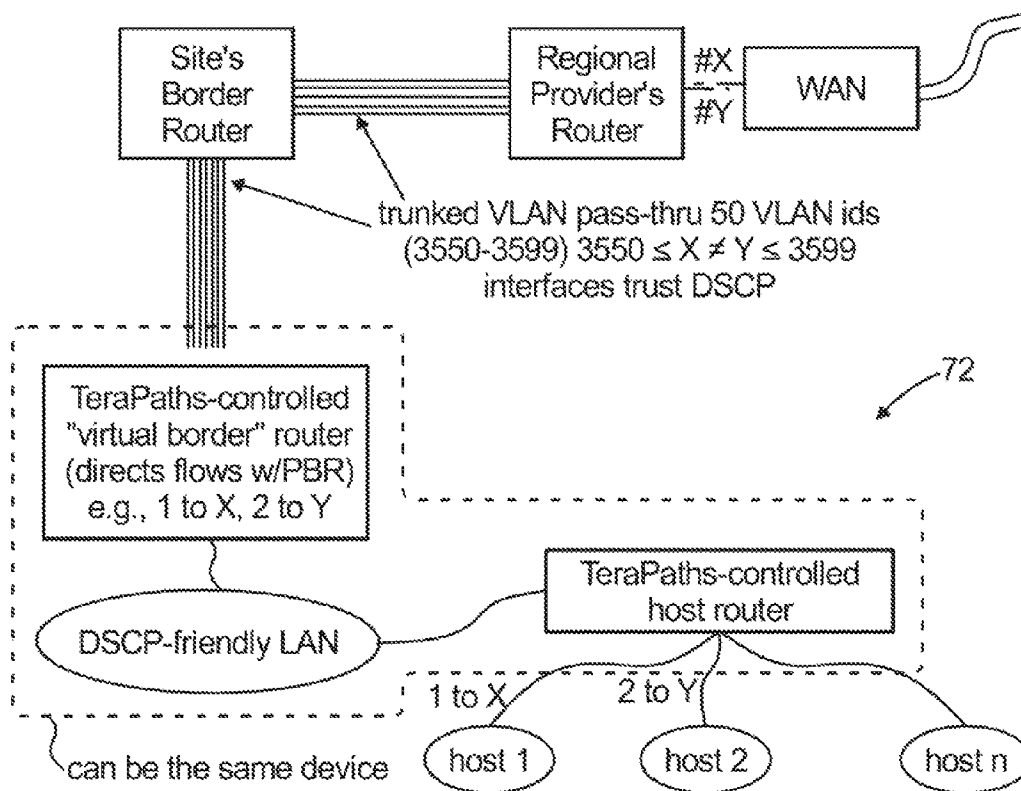 Site's
Border
Router
Regional
Provider's
Router
#X
#Y
WAN
trunked VLAN pass-thru 50 VLAN ids
(3550-3599) 3550 ≤ X ≠ Y ≤ 3599
interfaces trust DSCP
72
TeraPaths-controlled
"virtual border" router
(directs flows w/PBR)
e.g., 1 to X, 2 to Y
TeraPaths-controlled
host router
DSCP-friendly LAN
1 to X
2 to Y
host 1
host 2
host n
can be the same device